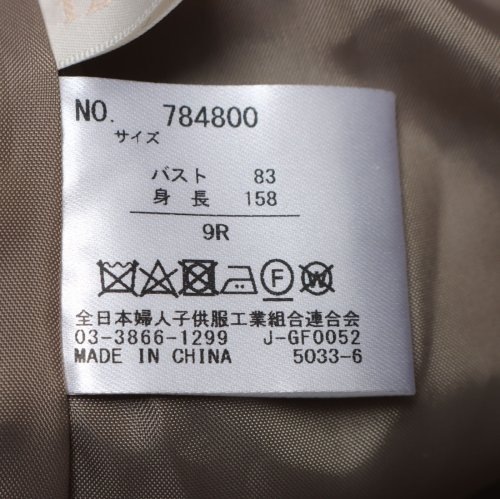 NO. 784800
サイズ
バスト 83
身長 158
9R
F W
全日本婦人子供服工業組合連合会
03-3866-1299 J-GF0052
MADE IN CHINA 5033-6